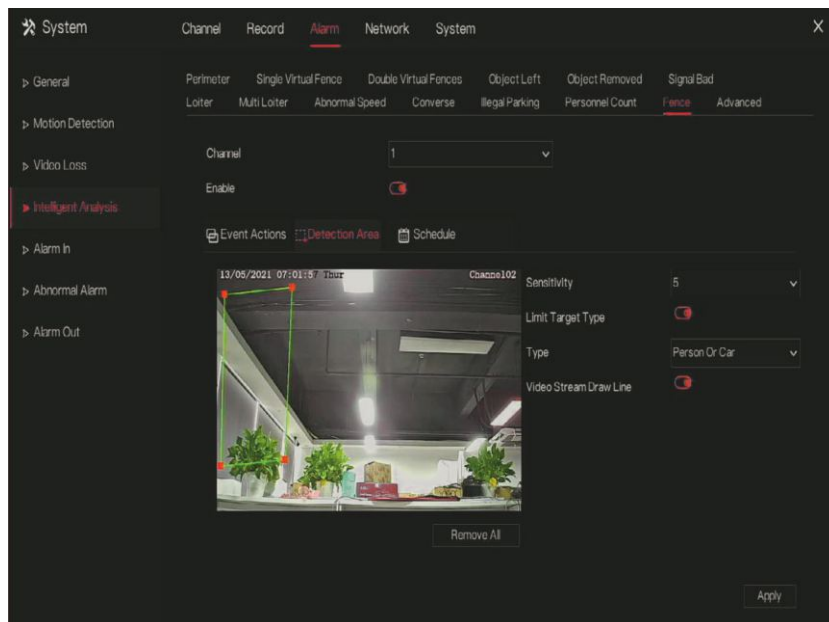 System
Channel Record Alarm Network System X
General
Motion Detection
Video Loss
Intelligent Analysis
Alarm In
Abnormal Alarm
Alarm Out
Perimeter Single Virtual Fence Double Virtual Fences Object Left Object Removed Signal Bad
Loiter Multi Loiter Abnormal Speed Converse Illegal Parking Personnel Count Fence Advanced
Channel 1
Enable
Event Actions Detection Area Schedule
13/05/2021 07:01:57 Thur Channel02
Sensitivity 5
Limit Target Type
Type Person Or Car
Video Stream Draw Line
Remove All
Apply